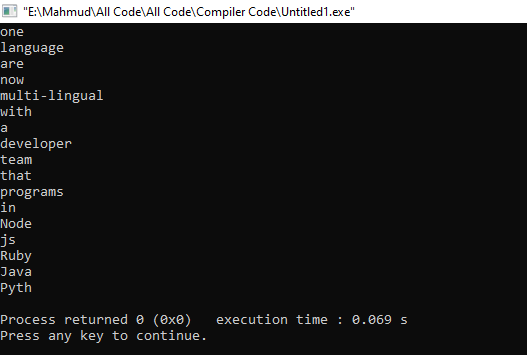 "E:\Mahmud\All Code\All Code\Compiler Code\Untitled1.exe"
one
language
are
now
multi-lingual
with
a
developer
team
that
programs
in
Node
js
Ruby
Java
Pyth
Process returned 0 (0x0)   execution time : 0.069 s
Press any key to continue.